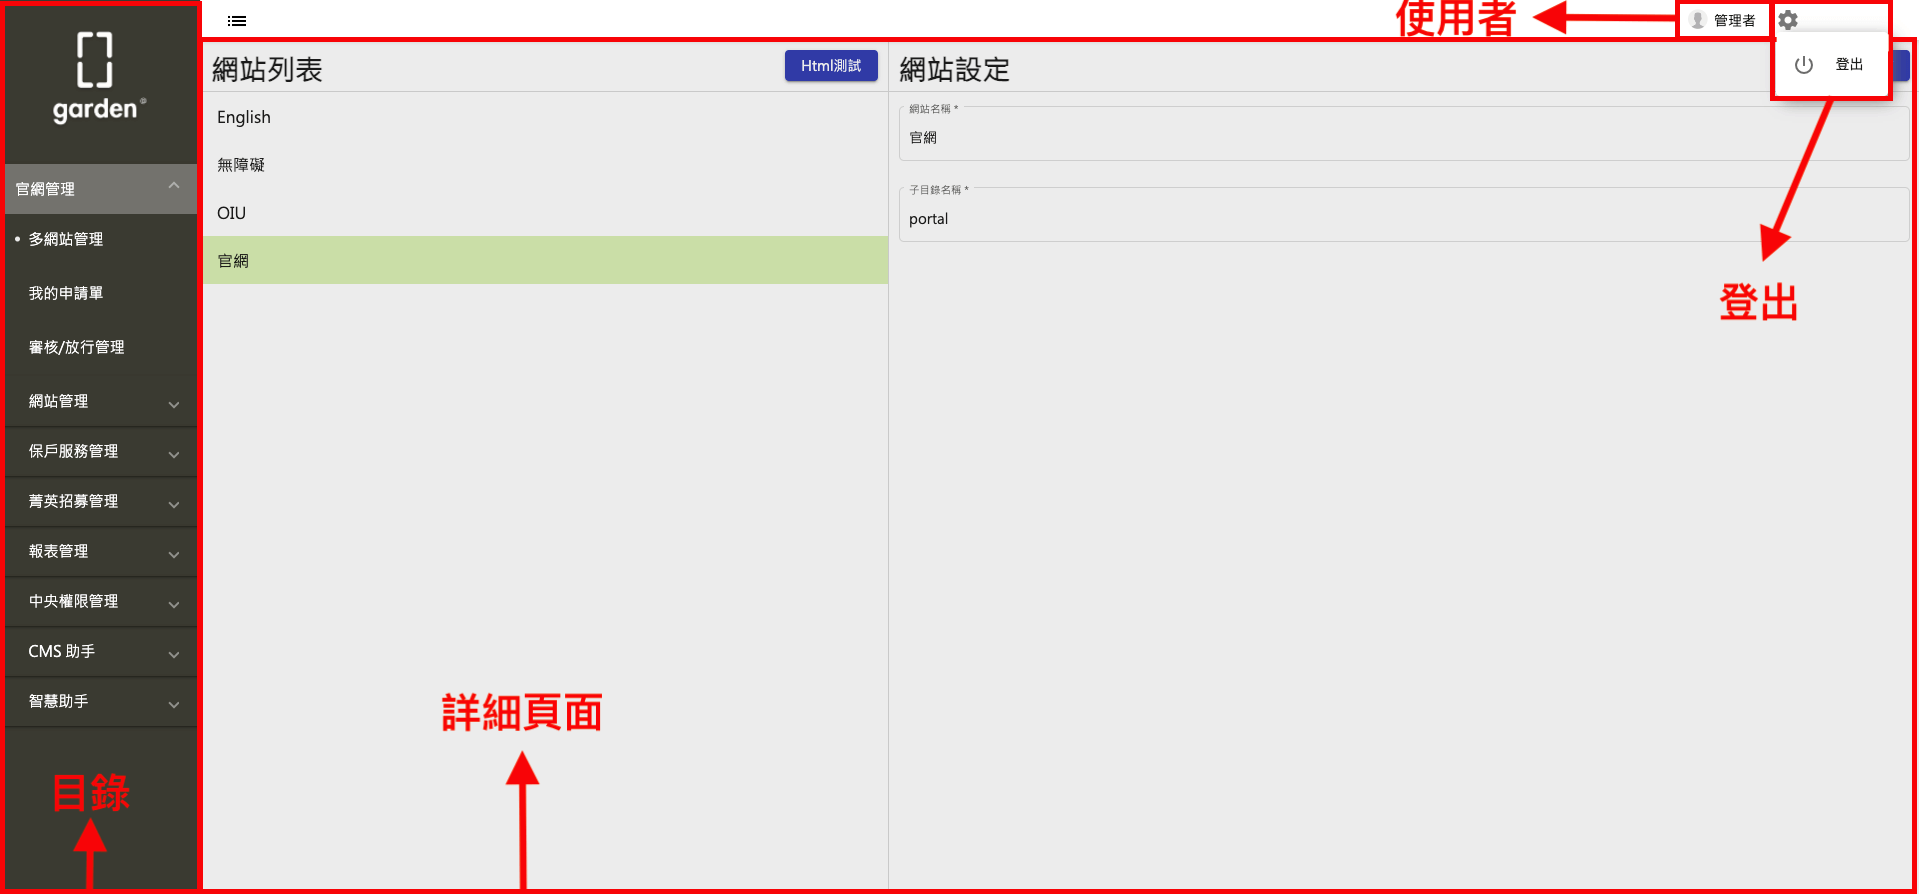 garden®
官網管理
多網站管理
我的申請單
審核/放行管理
網站管理
保戶服務管理
菁英招募管理
報表管理
中央權限管理
CMS 助手
智慧助手
目錄
使用者
管理者
登出
網站列表
Html測試
English
無障礙
OIU
官網
詳細頁面
網站設定
網站名稱 *
官網
子目錄名稱 *
portal
登出